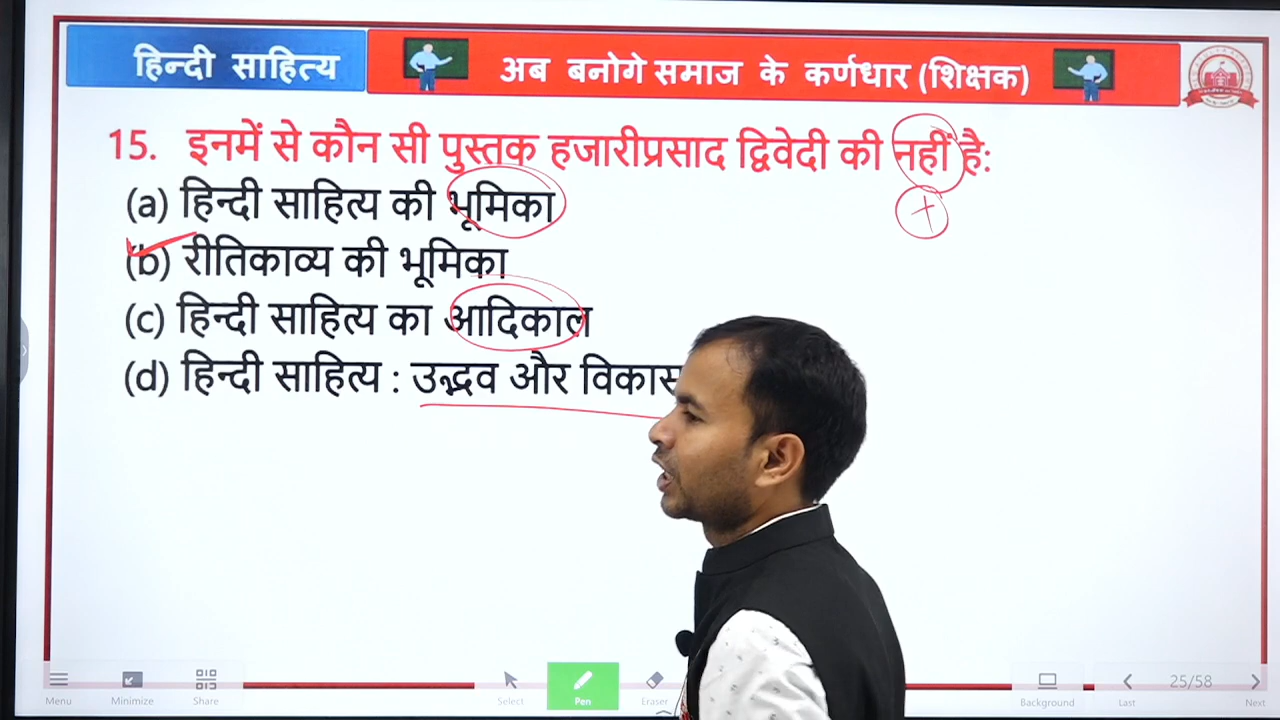 हिन्दी साहित्य
अब बनोगे समाज के कर्णधार (शिक्षक)
15. इनमें से कौन सी पुस्तक हजारीप्रसाद द्विवेदी की नहीं है:
(a) हिन्दी साहित्य की भूमिका
(b) रीतिकाव्य की भूमिका
(c) हिन्दी साहित्य का आदिकाल
(d) हिन्दी साहित्य : उद्भव और विकास
Menu
Minimize
Share
Select
Pen
Eraser
Background
Last
25/58
Next